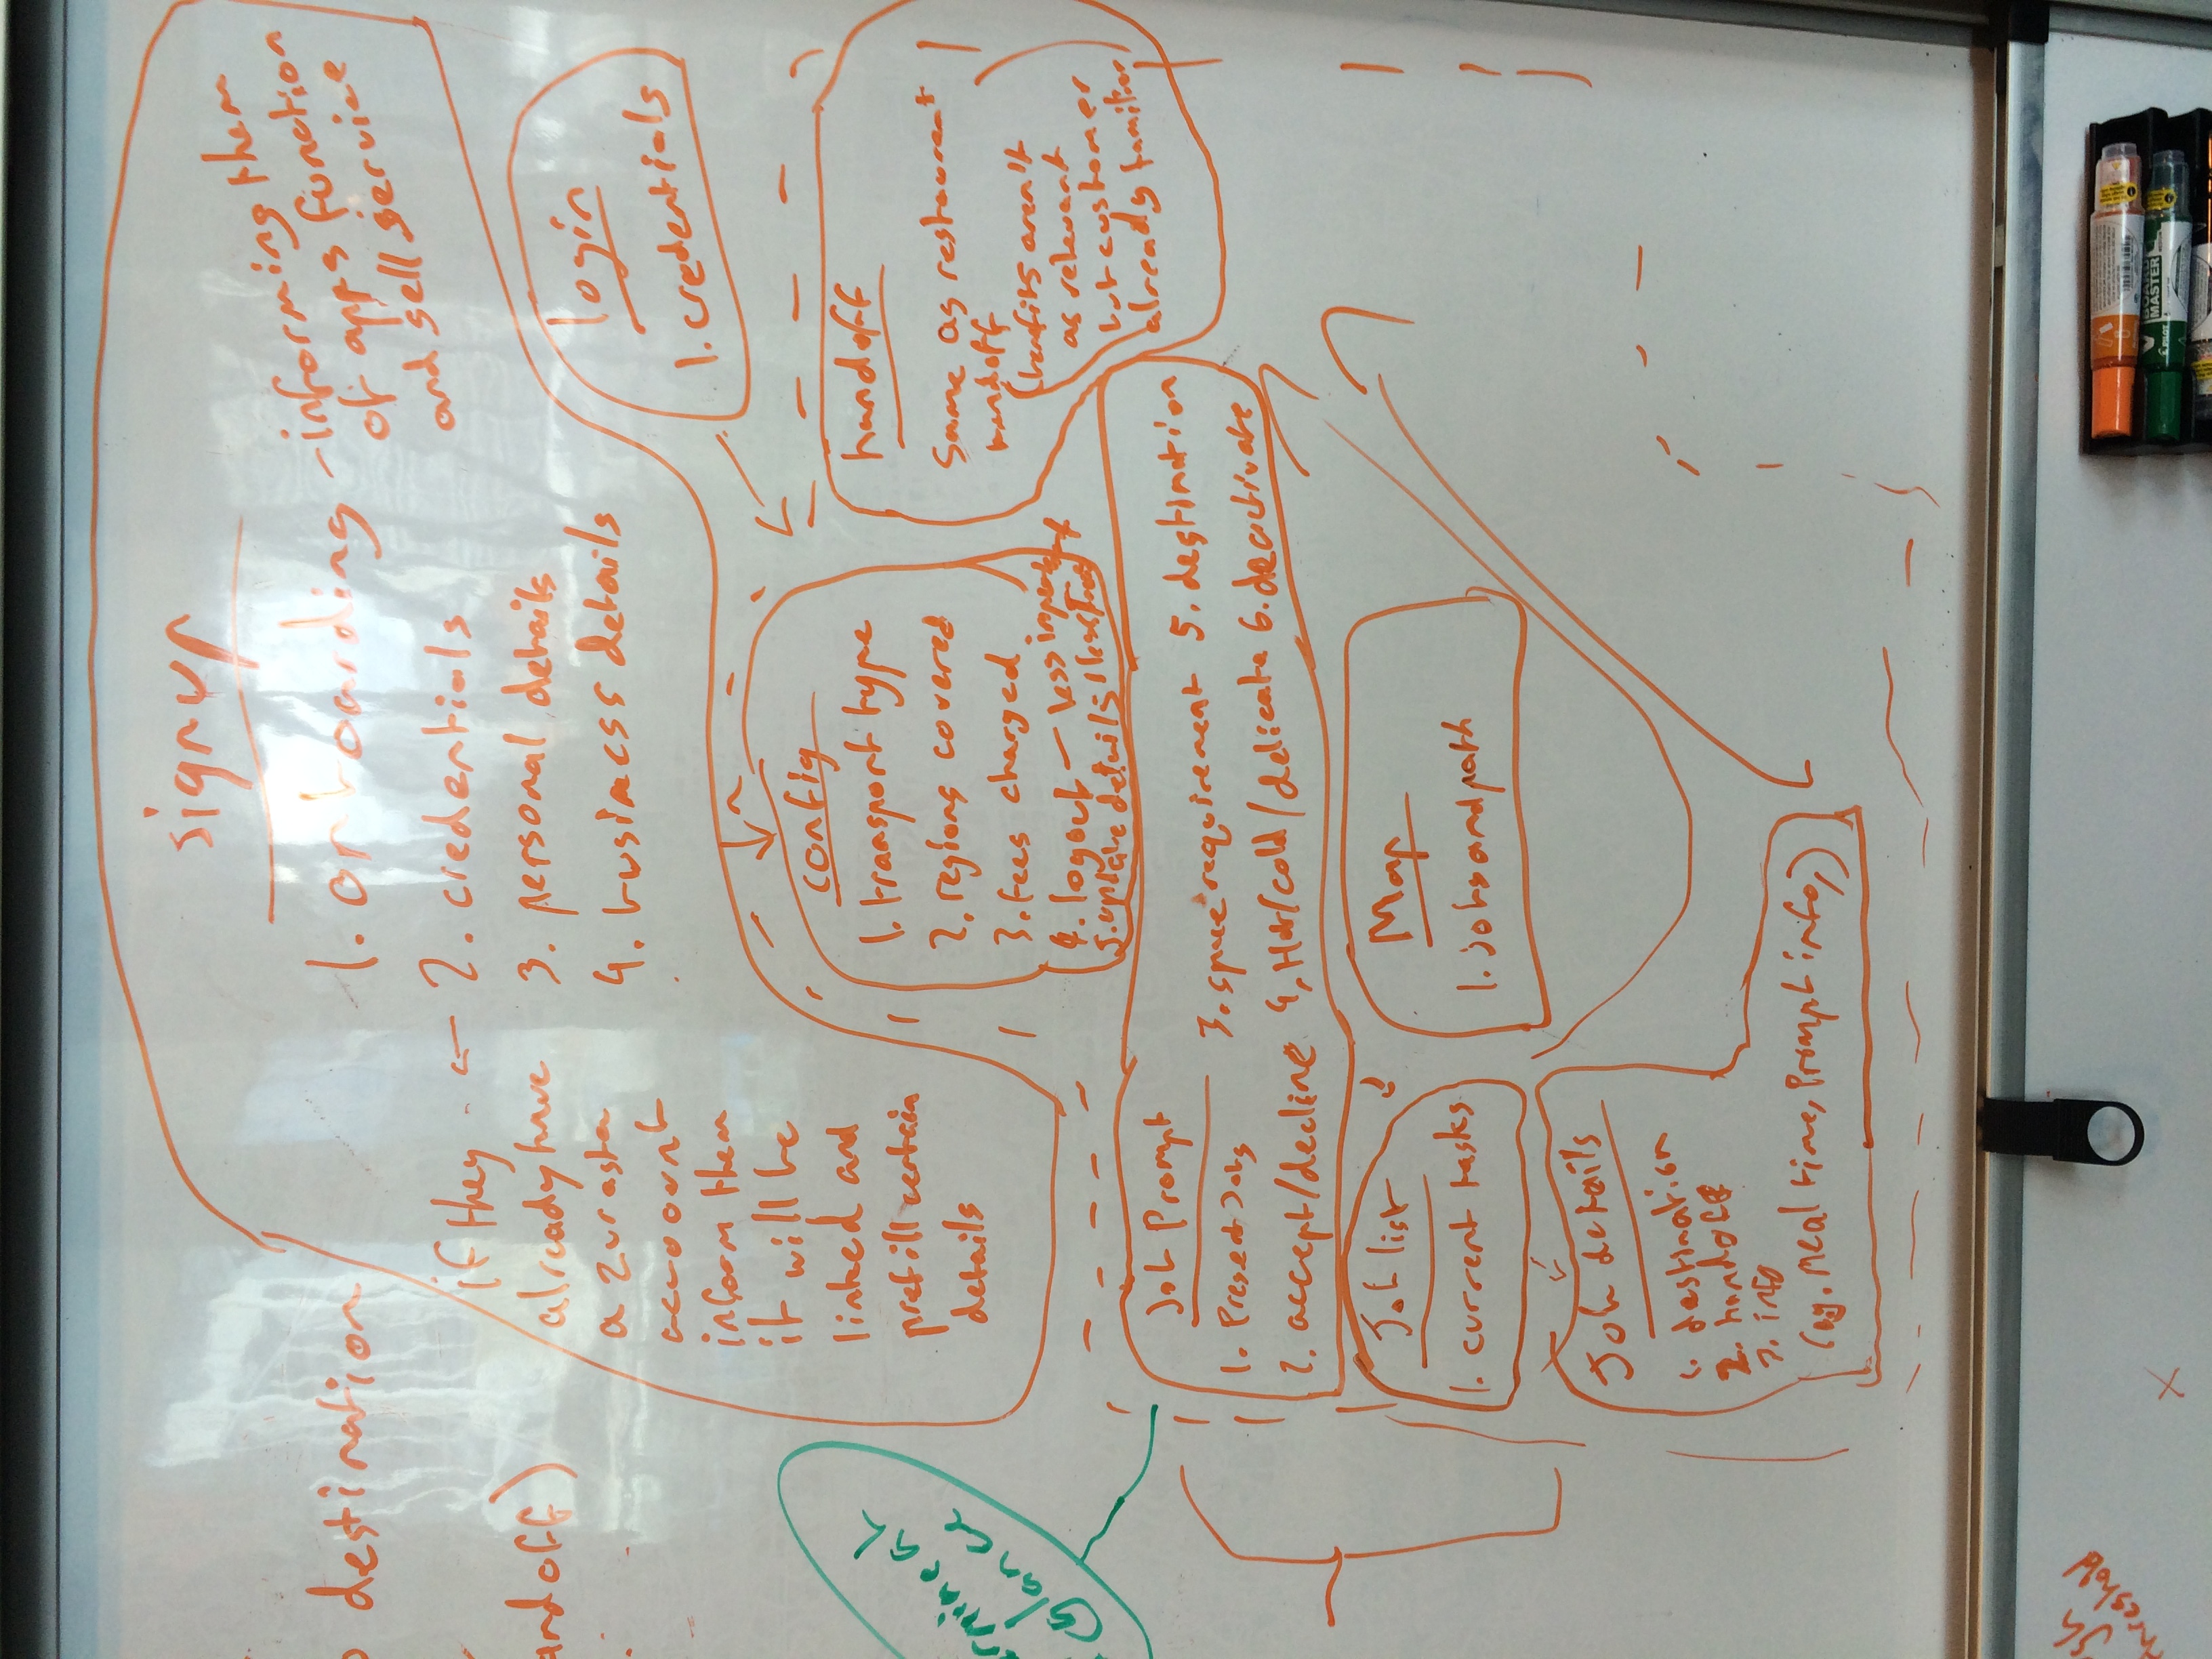 signup
1. onboarding - informing them
of apps function
and sell service
2. credentials
3. personal details
4. business details
if they
already have
a zurasta
account
inform them
it will be
linked and
prefill certain
details
destination
andoff)
login
1. credentials
config
1. transport type
2. regions covered
3. fees charged
4. logout - less important
5. update details
handoff
Same as restaurant
handoff
(benefits aren't
as relevant
but customer
already familiar)
glance
Job Prompt
1. Present Jobs
2. accept/decline
3. space requirement
4. Hot/cold/delicate
5. destination
6. deactivate
Job list
1. current tasks
Map
1. jobs and path
Job details
1. destination
2. handoff
3. info
(eg. Meal time, Prompt info,)
threshold
x
BOARD
MASTER
PILOT